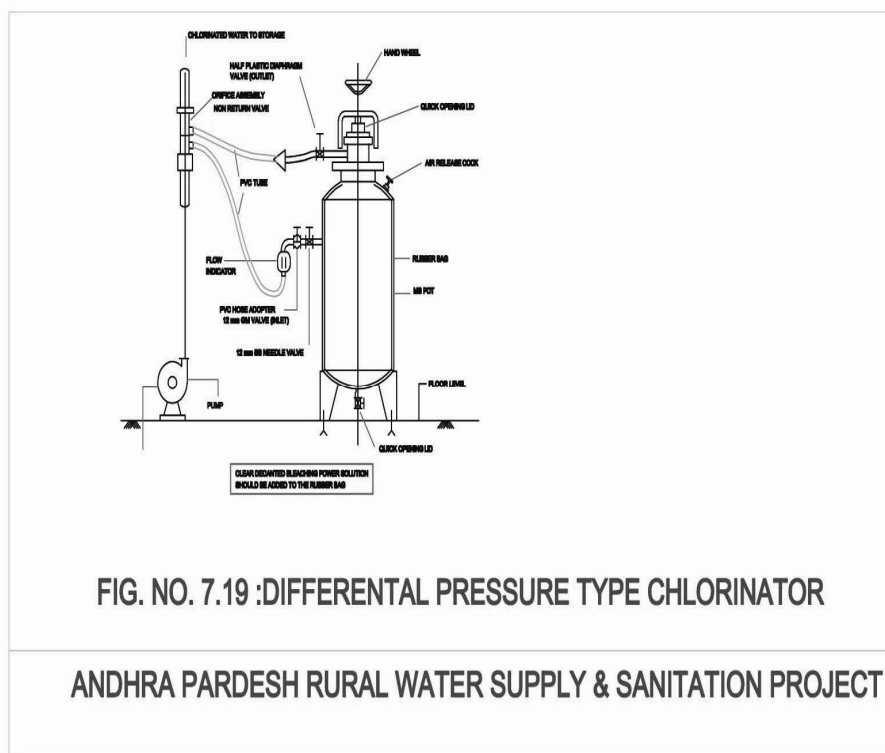 CHLORINATED WATER TO STORAGE
HAND WHEEL
HALF PLASTIC DIAPHRAGM
VALVE (OUTLET)
ORIFICE ASSEMBLY
NON RETURN VALVE
QUICK OPENING LID
AIR RELEASE COCK
PVC TUBE
FLOW
INDICATOR
RUBBER BAG
MS POT
PVC HOSE ADOPTER
12 mm GM VALVE (INLET)
12 mm SS NEEDLE VALVE
FLOOR LEVEL
PUMP
QUICK OPENING LID
CLEAR DECANTED BLEACHING POWER SOLUTION
SHOULD BE ADDED TO THE RUBBER BAG
FIG. NO. 7.19 :DIFFERENTAL PRESSURE TYPE CHLORINATOR
ANDHRA PARDESH RURAL WATER SUPPLY & SANITATION PROJECT